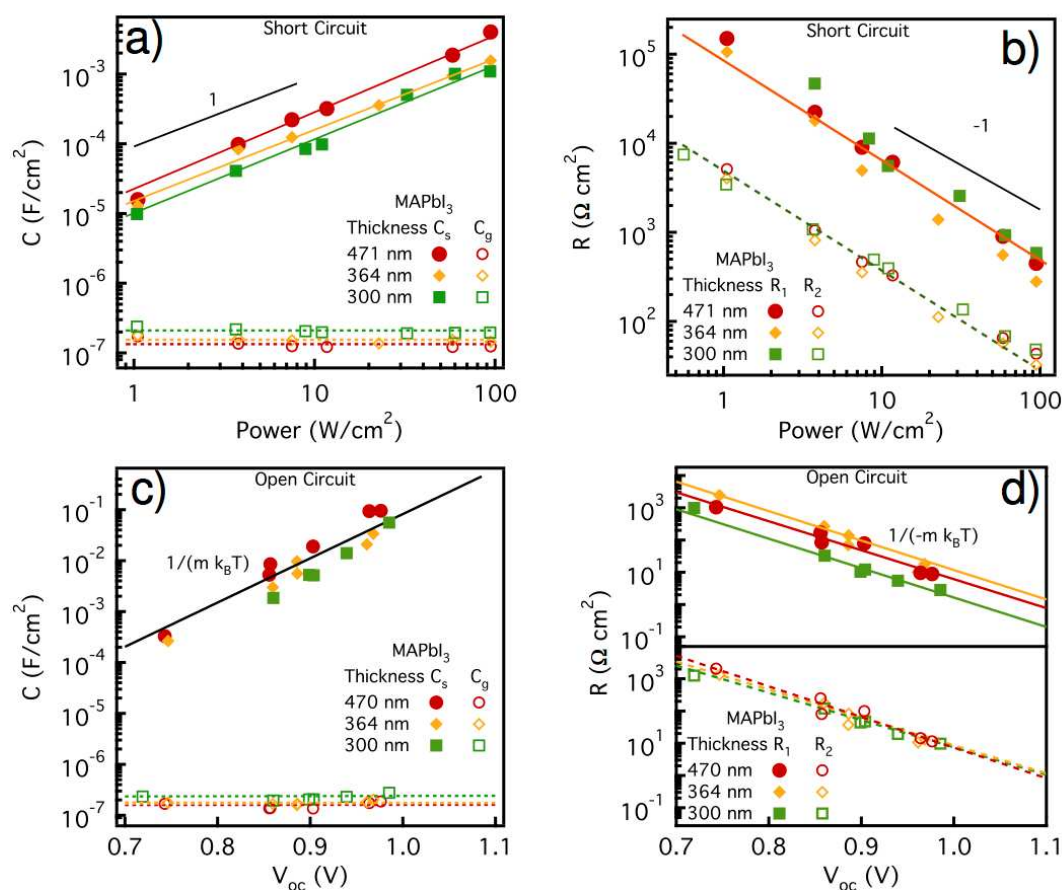 a)
Short Circuit
C (F/cm²)
10⁻³
10⁻⁴
10⁻⁵
10⁻⁶
10⁻⁷
1
MAPbI₃
Thickness Cₛ C_g
471 nm
364 nm
300 nm
1 10 100
Power (W/cm²)
b)
Short Circuit
R (Ω cm²)
10⁵
10⁴
10³
10²
-1
MAPbI₃
Thickness R₁ R₂
471 nm
364 nm
300 nm
1 10 100
Power (W/cm²)
c)
Open Circuit
C (F/cm²)
10⁻¹
10⁻²
10⁻³
10⁻⁴
10⁻⁵
10⁻⁶
10⁻⁷
1/(m k_BT)
MAPbI₃
Thickness Cₛ C_g
470 nm
364 nm
300 nm
0.7 0.8 0.9 1.0 1.1
V_oc (V)
d)
Open Circuit
R (Ω cm²)
10³
10¹
10⁻¹
10³
10¹
10⁻¹
1/(-m k_BT)
MAPbI₃
Thickness R₁ R₂
470 nm
364 nm
300 nm
0.7 0.8 0.9 1.0 1.1
V_oc (V)